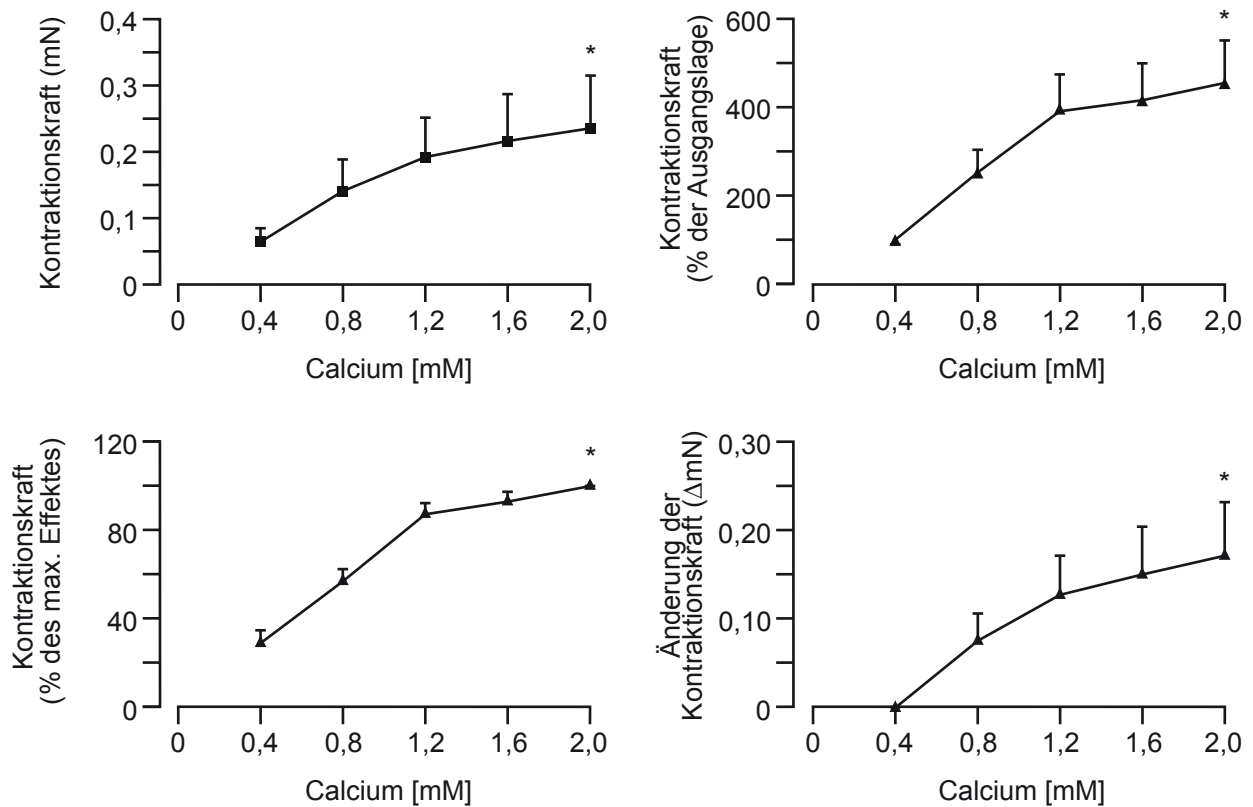 Kontraktionskraft (mN)
0,4
0,3
0,2
0,1
0
*
0 0,4 0,8 1,2 1,6 2,0
Calcium [mM]
Kontraktionskraft
(% der Ausgangslage)
600
400
200
0
*
0 0,4 0,8 1,2 1,6 2,0
Calcium [mM]
Kontraktionskraft
(% des max. Effektes)
120
80
40
0
*
0 0,4 0,8 1,2 1,6 2,0
Calcium [mM]
Änderung der
Kontraktionskraft (ΔmN)
0,30
0,20
0,10
0
*
0 0,4 0,8 1,2 1,6 2,0
Calcium [mM]